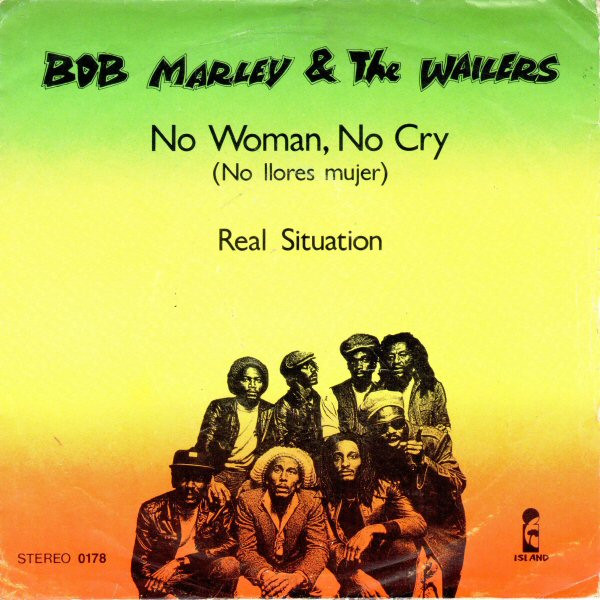 BOB MARLEY & THE WAILERS
No Woman, No Cry
(No llores mujer)
Real Situation
STEREO 0178
ISLAND